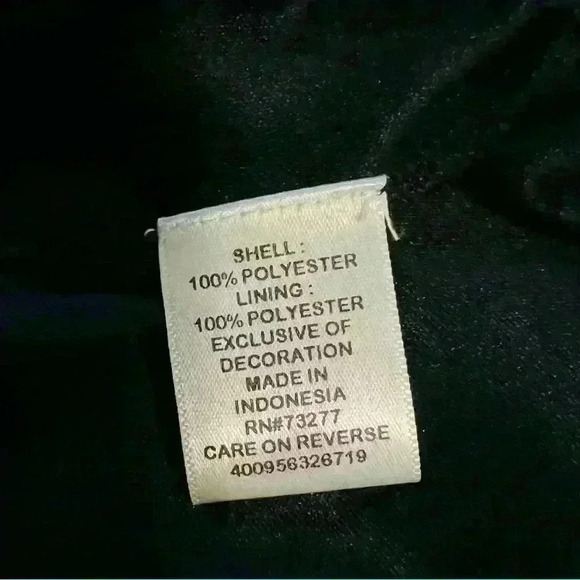 SHELL :
100% POLYESTER
LINING :
100% POLYESTER
EXCLUSIVE OF
DECORATION
MADE IN
INDONESIA
RN#73277
CARE ON REVERSE
400956326719